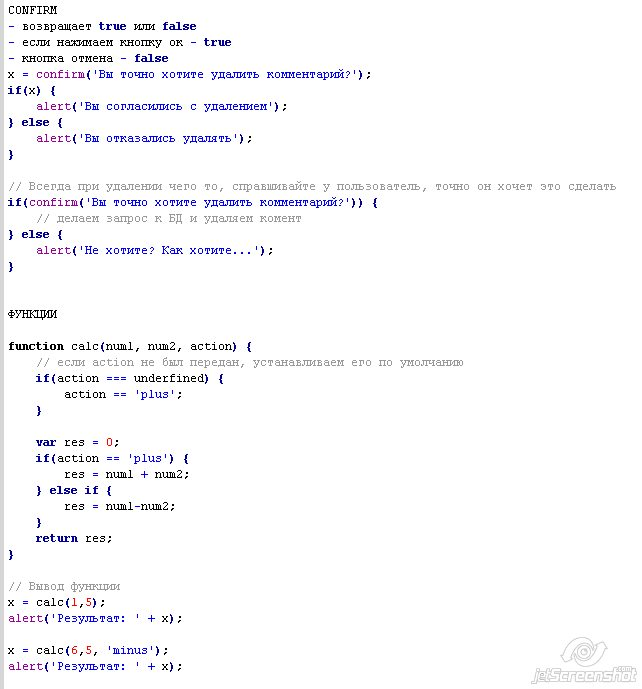 CONFIRM
- возвращает true или false
- если нажимаем кнопку ок - true
- кнопка отмена - false
x = confirm('Вы точно хотите удалить комментарий?');
if(x) {
    alert('Вы согласились с удалением');
} else {
    alert('Вы отказались удалять');
}
// Всегда при удалении чего то, справшивайте у пользователь, точно он хочет это сделать
if(confirm('Вы точно хотите удалить комментарий?')) {
    // делаем запрос к БД и удаляем комент
} else {
    alert('Не хотите? Как хотите...');
}
ФУНКЦИИ
function calc(num1, num2, action) {
    // если action не был передан, устанавливаем его по умолчанию
    if(action === underfined) {
        action == 'plus';
    }
    var res = 0;
    if(action == 'plus') {
        res = num1 + num2;
    } else if {
        res = num1-num2;
    }
    return res;
}
// Вывод функции
x = calc(1,5);
alert('Результат: ' + x);
x = calc(6,5, 'minus');
alert('Результат: ' + x);
jetScreenshot.com